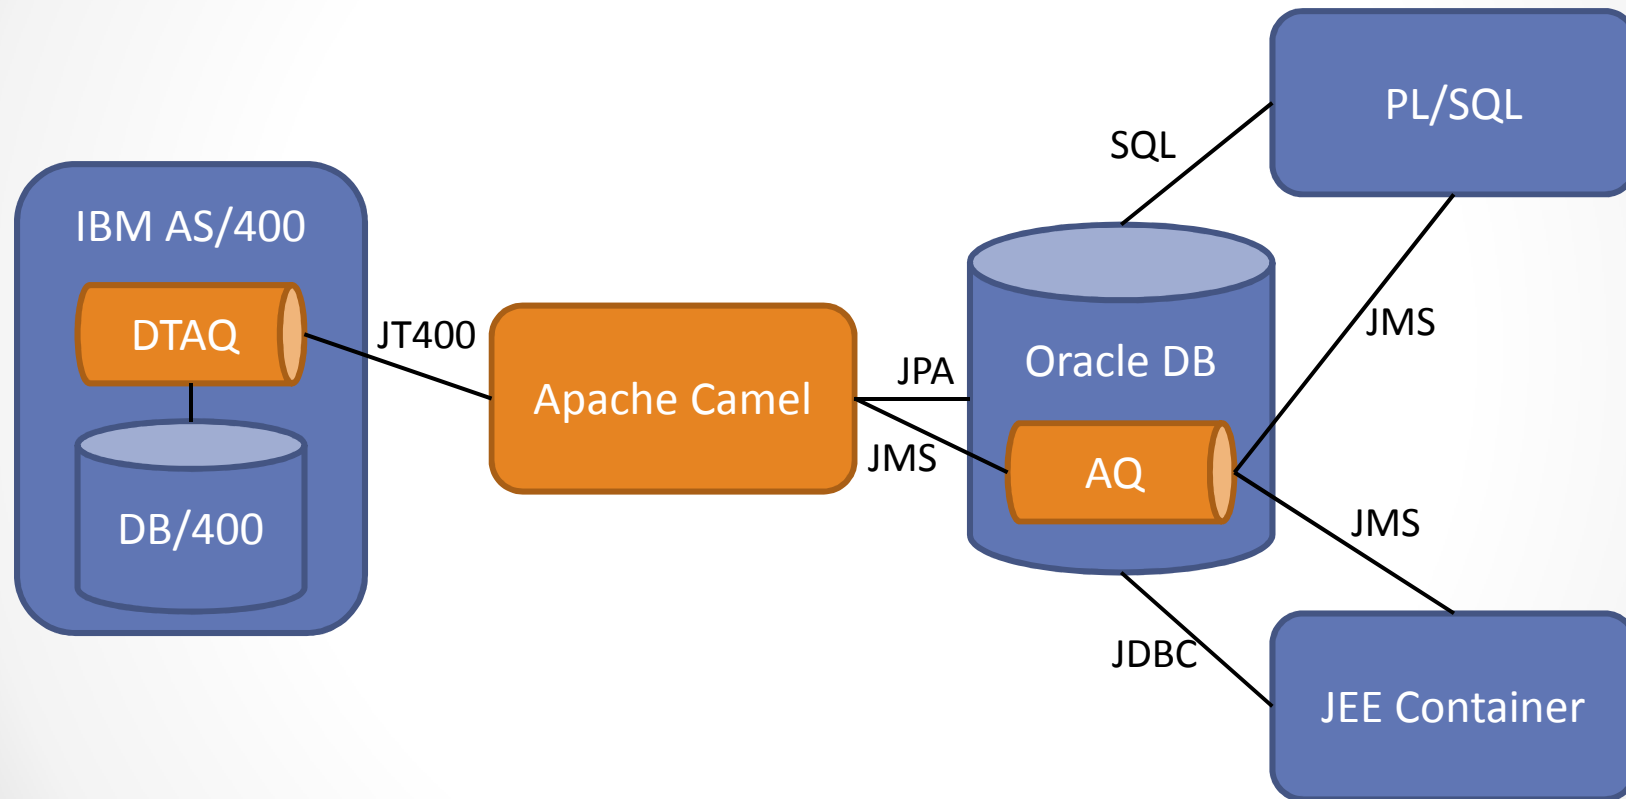 PL/SQL
SQL
IBM AS/400
DTAQ
JT400
JMS
Apache Camel
JPA
Oracle DB
JMS
AQ
DB/400
JMS
JDBC
JEE Container